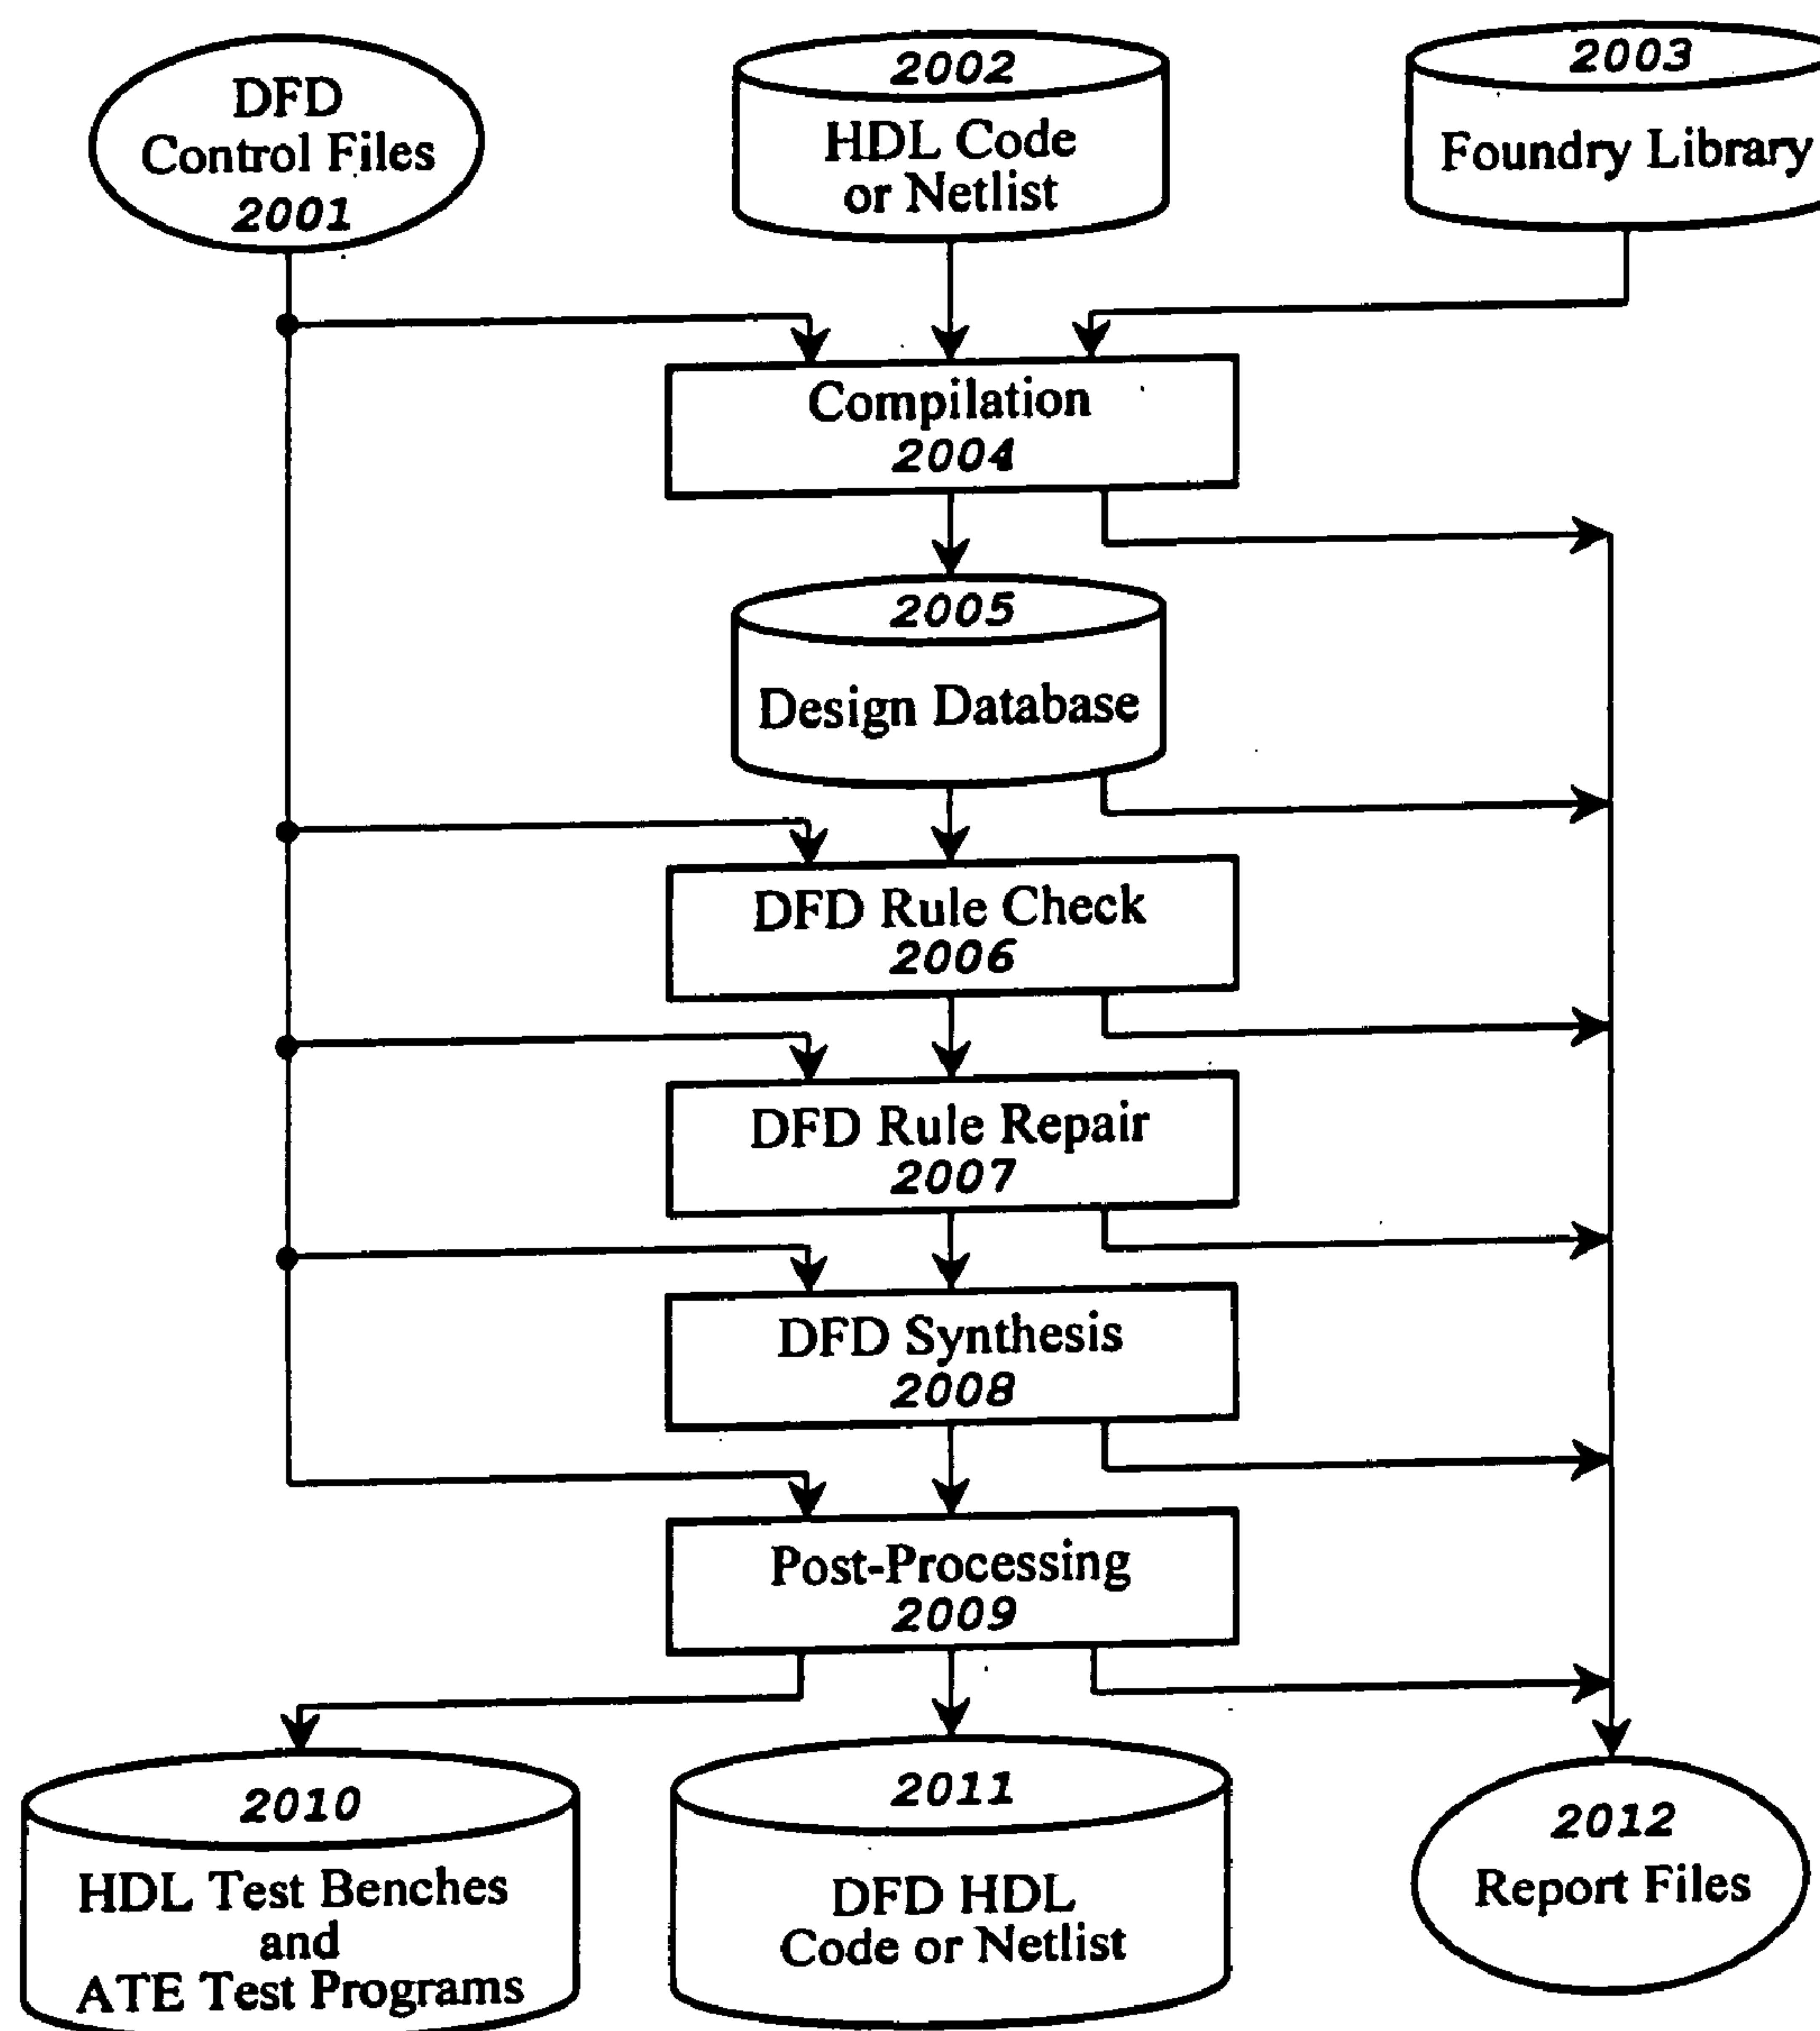 DFD
Control Files
2001
2002
HDL Code
or Netlist
2003
Foundry Library
Compilation
2004
2005
Design Database
DFD Rule Check
2006
DFD Rule Repair
2007
DFD Synthesis
2008
Post-Processing
2009
2010
HDL Test Benches
and
ATE Test Programs
2011
DFD HDL
Code or Netlist
2012
Report Files